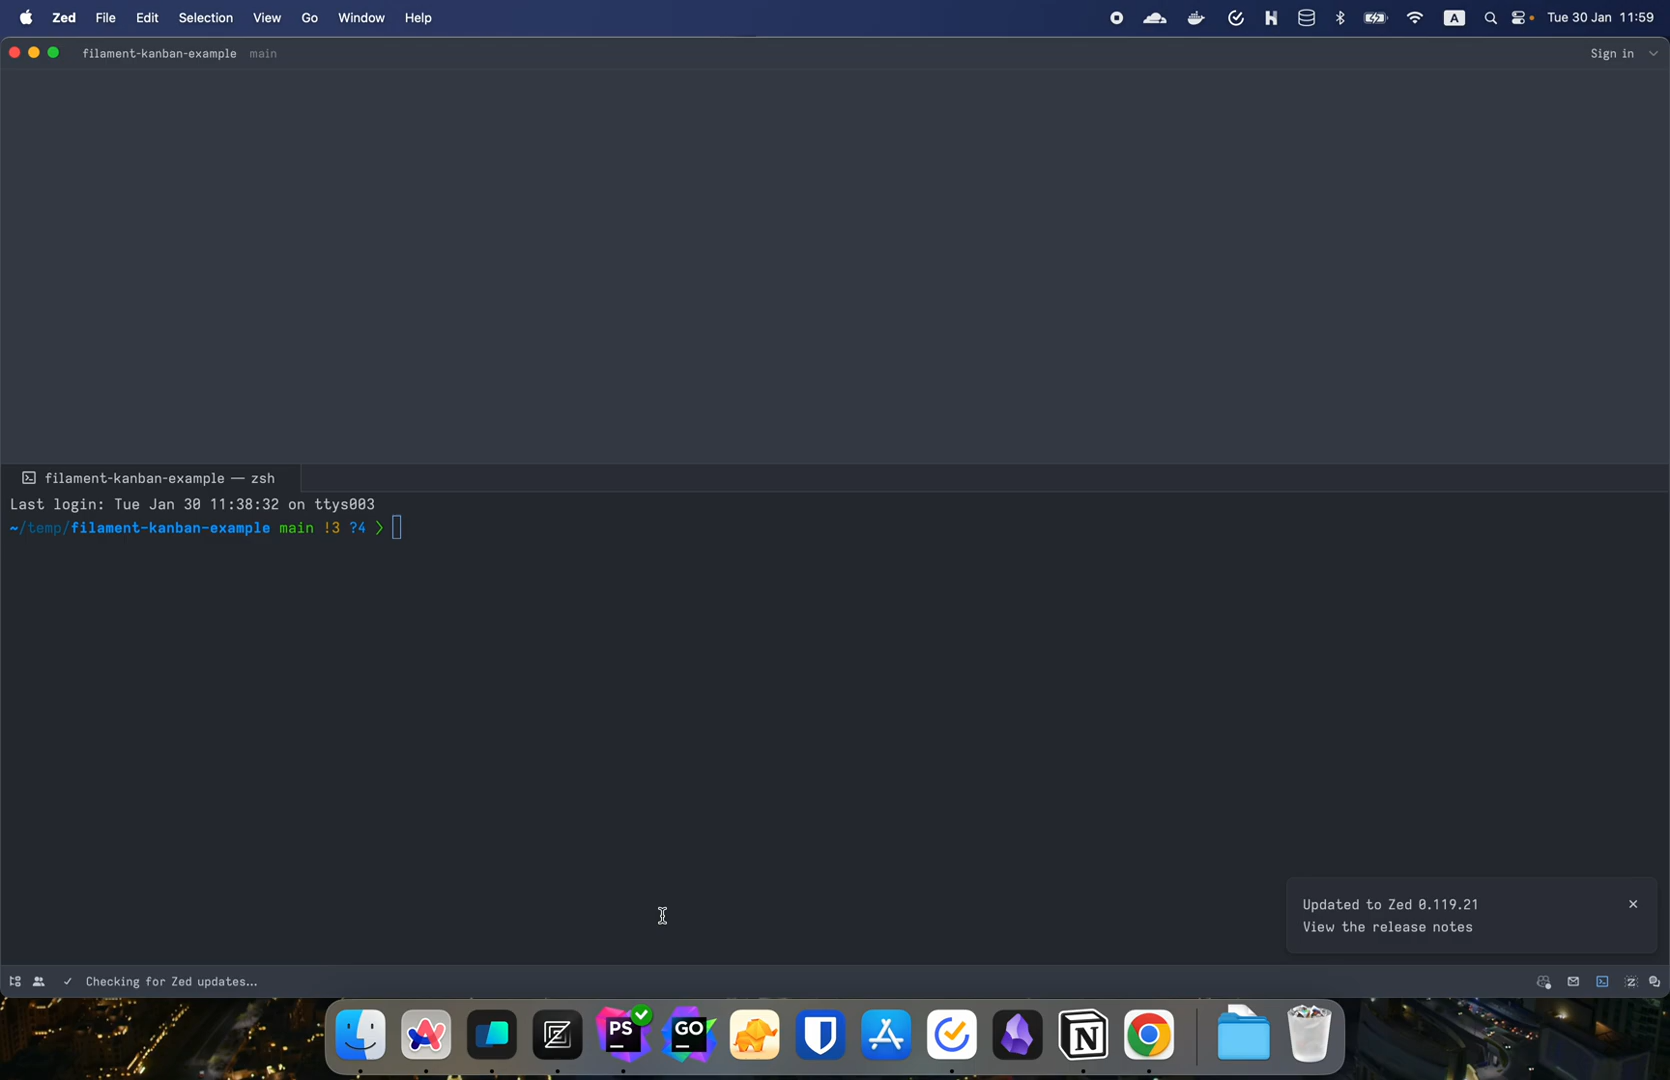 Zed File Edit Selection View Go Window Help A Tue 30 Jan 11:59
filament-kanban-example main Sign in
filament-kanban-example — zsh
Last login: Tue Jan 30 11:38:32 on ttys003
~/temp/filament-kanban-example main !3 ?4 ❯
Updated to Zed 0.119.21
View the release notes
✓ Checking for Zed updates...
PS GO